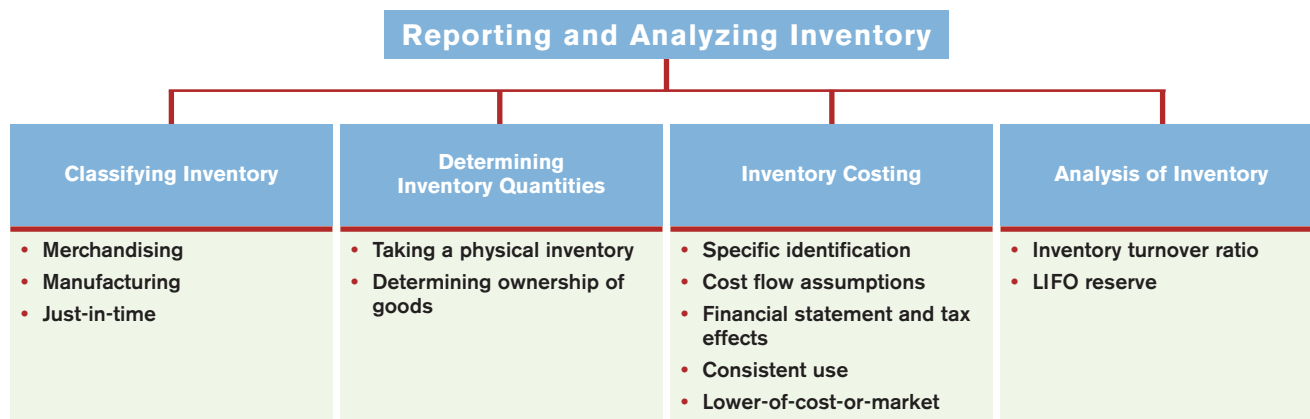 Reporting and Analyzing Inventory
Classifying Inventory
• Merchandising
• Manufacturing
• Just-in-time
Determining
Inventory Quantities
• Taking a physical inventory
• Determining ownership of
goods
Inventory Costing
• Specific identification
• Cost flow assumptions
• Financial statement and tax
effects
• Consistent use
• Lower-of-cost-or-market
Analysis of Inventory
• Inventory turnover ratio
• LIFO reserve